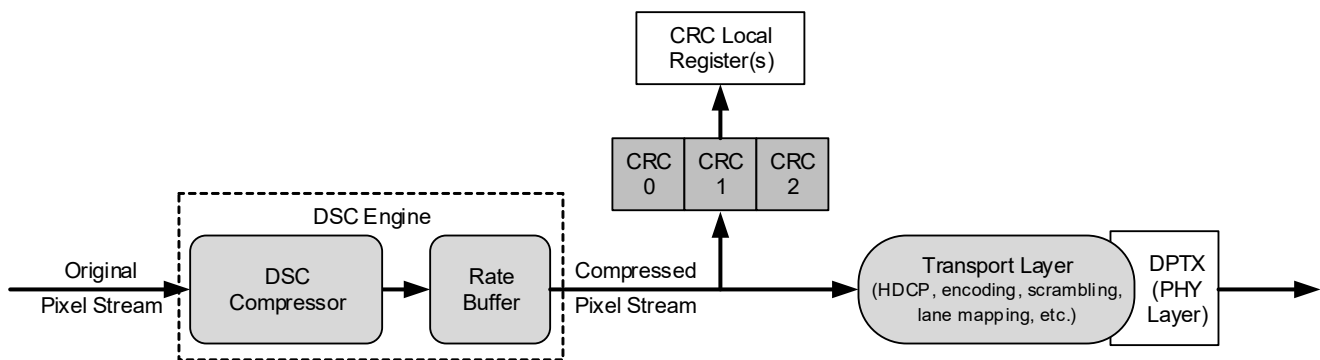 CRC Local
Register(s)
CRC
0
CRC
1
CRC
2
DSC Engine
Original
Pixel Stream
DSC
Compressor
Rate
Buffer
Compressed
Pixel Stream
Transport Layer
(HDCP, encoding, scrambling,
lane mapping, etc.)
DPTX
(PHY
Layer)